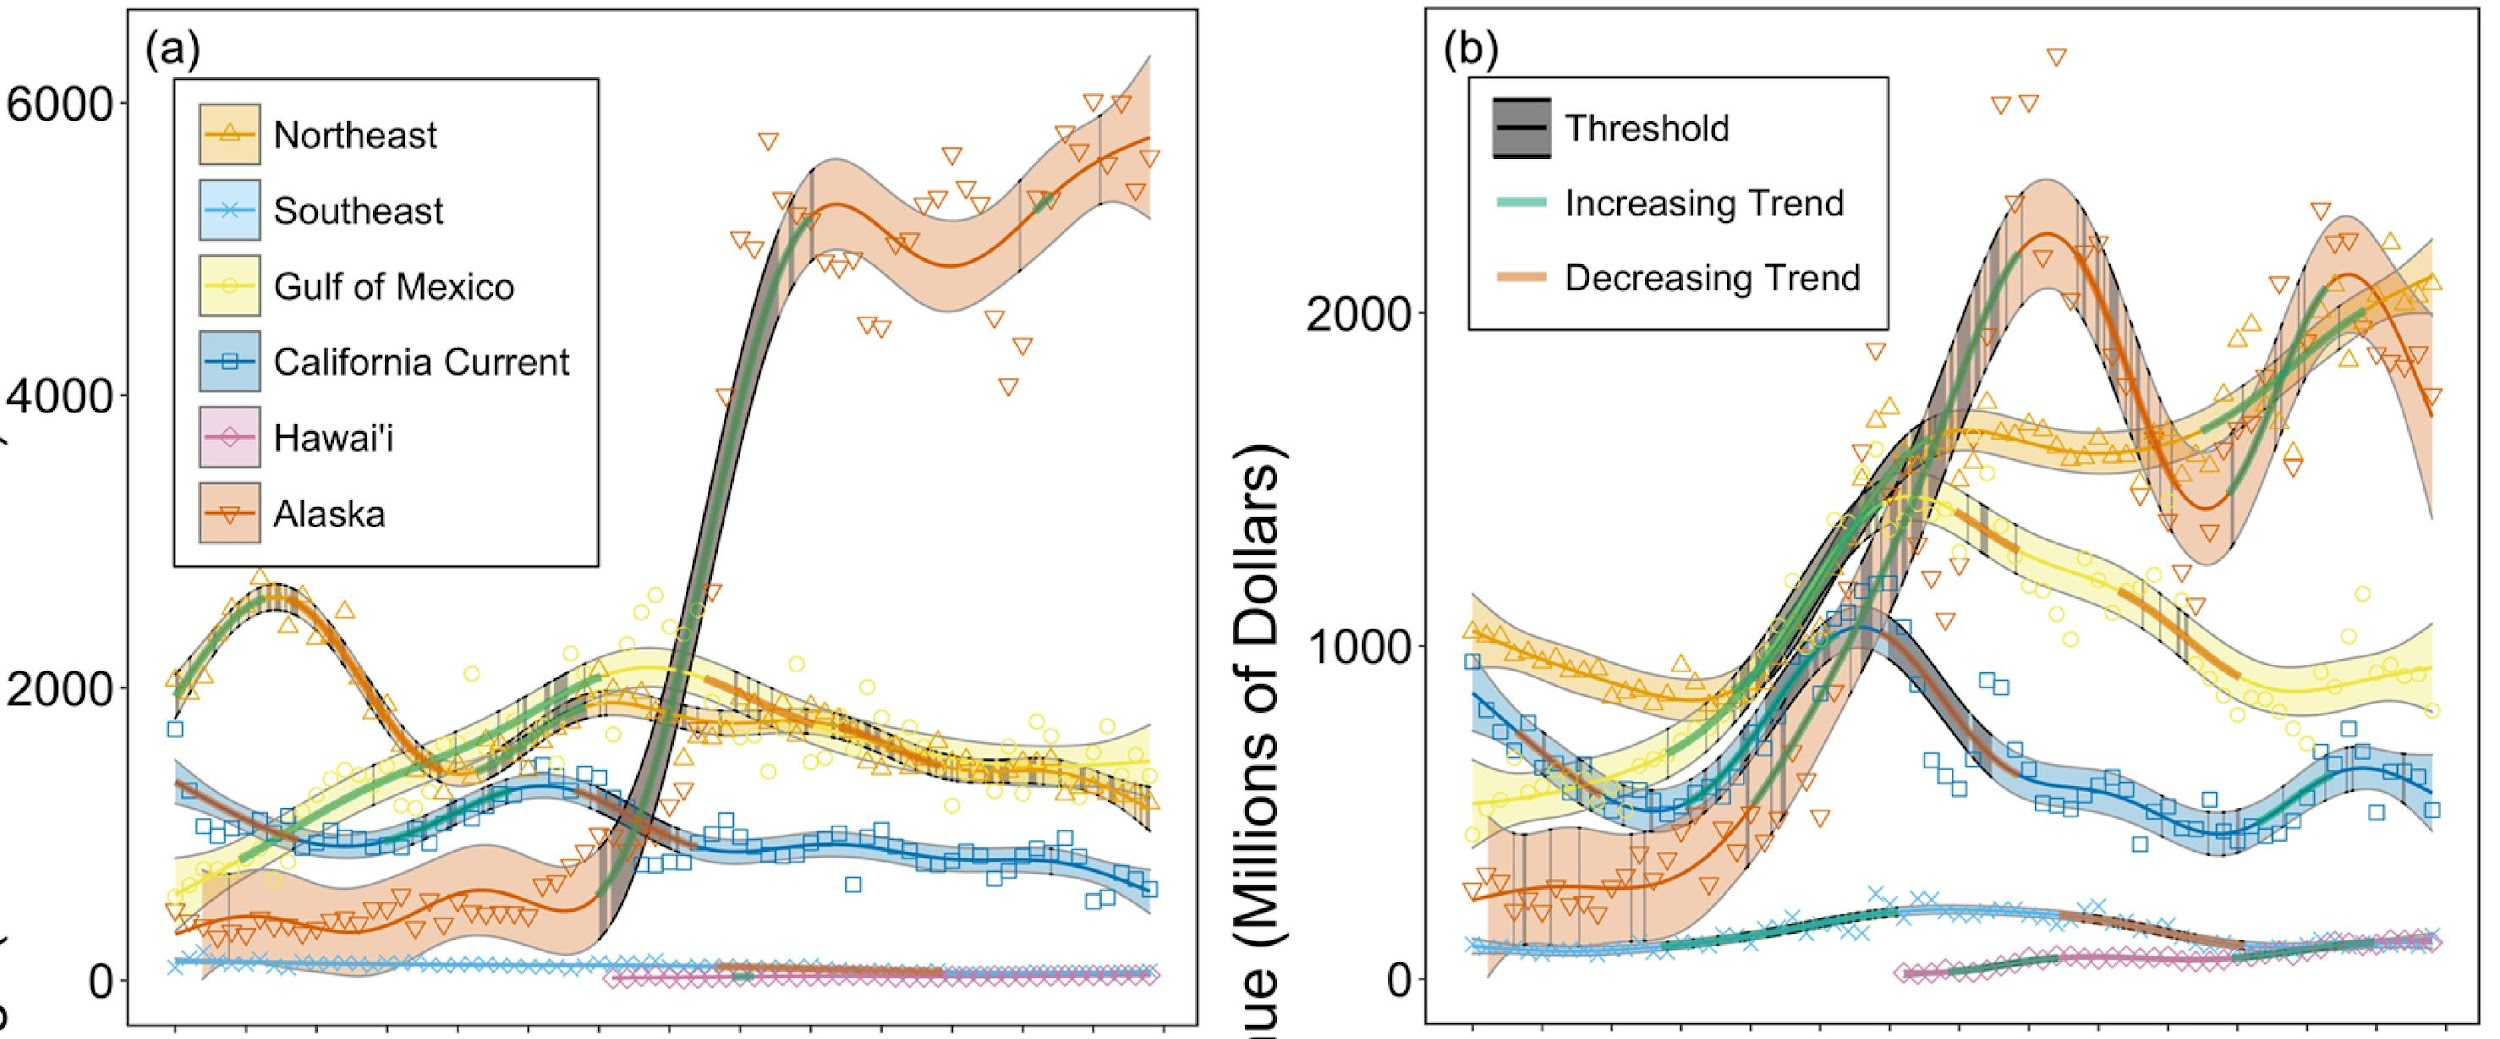 (a)
6000
4000
2000
0
Northeast
Southeast
Gulf of Mexico
California Current
Hawai'i
Alaska
(b)
2000
1000
0
Threshold
Increasing Trend
Decreasing Trend
(Millions of Dollars)